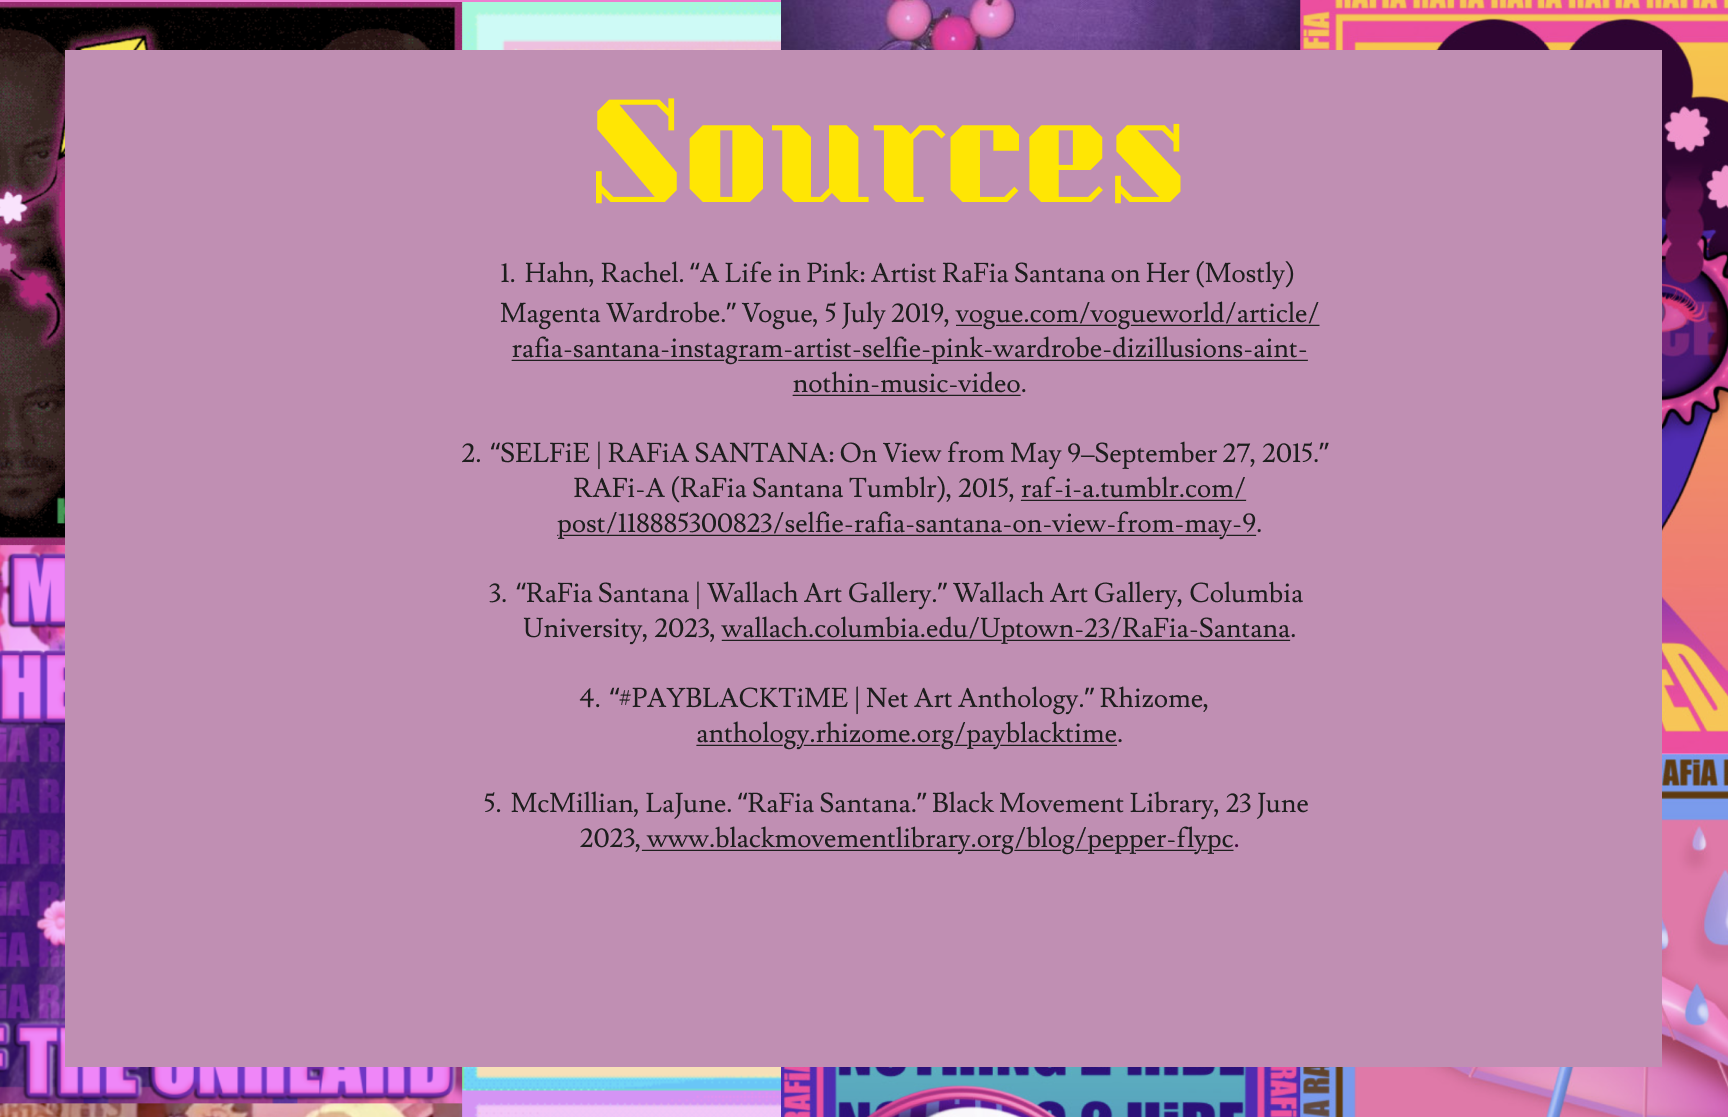 Sources
1. Hahn, Rachel. “A Life in Pink: Artist RaFia Santana on Her (Mostly)
Magenta Wardrobe.” Vogue, 5 July 2019, vogue.com/vogueworld/article/
rafia-santana-instagram-artist-selfie-pink-wardrobe-dizillusions-aint-
nothin-music-video.
2. “SELFiE | RAFiA SANTANA: On View from May 9–September 27, 2015.”
RAFi-A (RaFia Santana Tumblr), 2015, raf-i-a.tumblr.com/
post/118885300823/selfie-rafia-santana-on-view-from-may-9.
3. “RaFia Santana | Wallach Art Gallery.” Wallach Art Gallery, Columbia
University, 2023, wallach.columbia.edu/Uptown-23/RaFia-Santana.
4. “#PAYBLACKTiME | Net Art Anthology.” Rhizome,
anthology.rhizome.org/payblacktime.
5. McMillian, LaJune. “RaFia Santana.” Black Movement Library, 23 June
2023, www.blackmovementlibrary.org/blog/pepper-flypc.
THE UNHEARD
NOTHING 2 HiDE